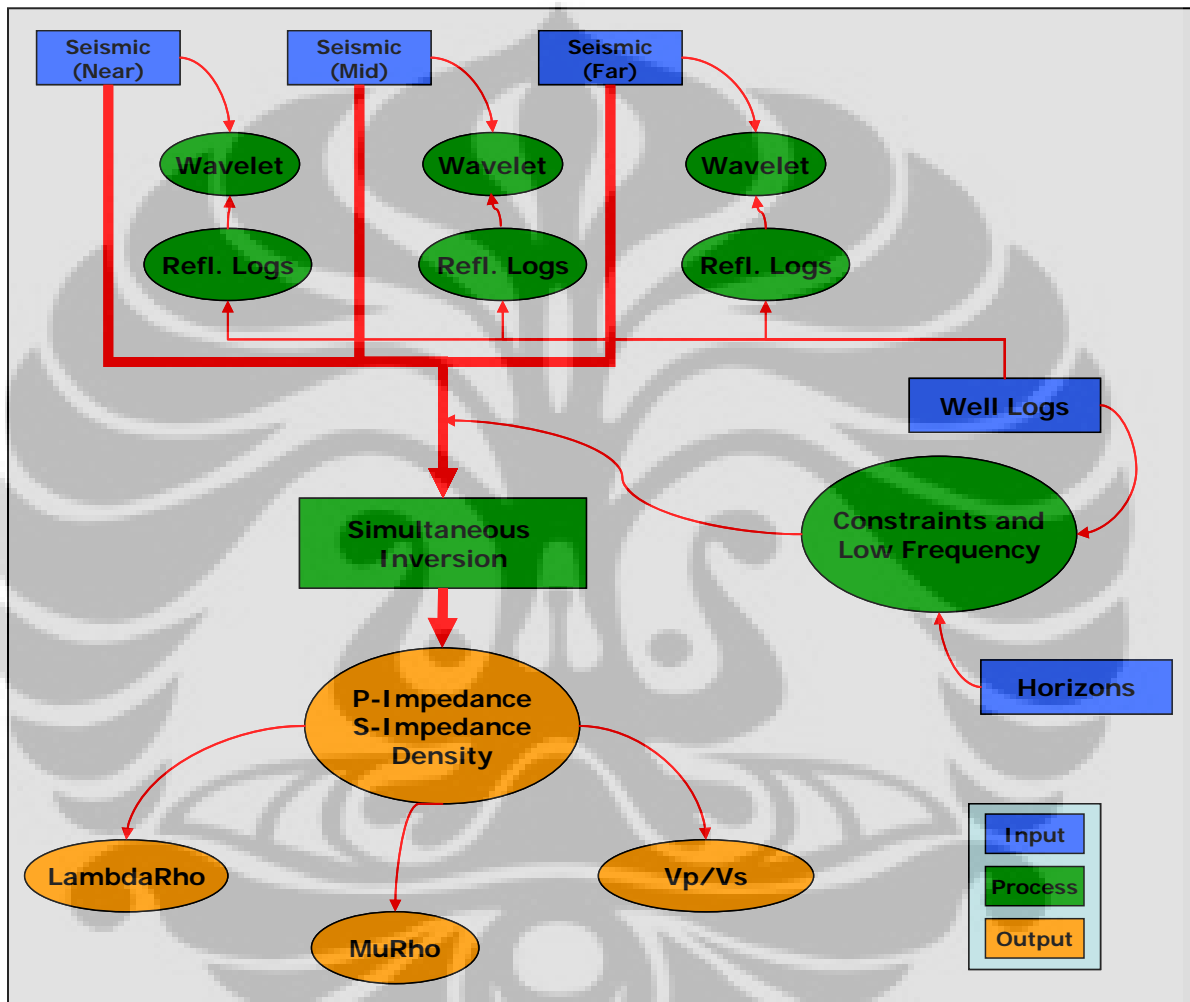 Seismic
(Near)
Seismic
(Mid)
Seismic
(Far)
Wavelet
Wavelet
Wavelet
Refl. Logs
Refl. Logs
Refl. Logs
Well Logs
Simultaneous
Inversion
Constraints and
Low Frequency
P-Impedance
S-Impedance
Density
Horizons
LambdaRho
MuRho
Vp/Vs
Input
Process
Output